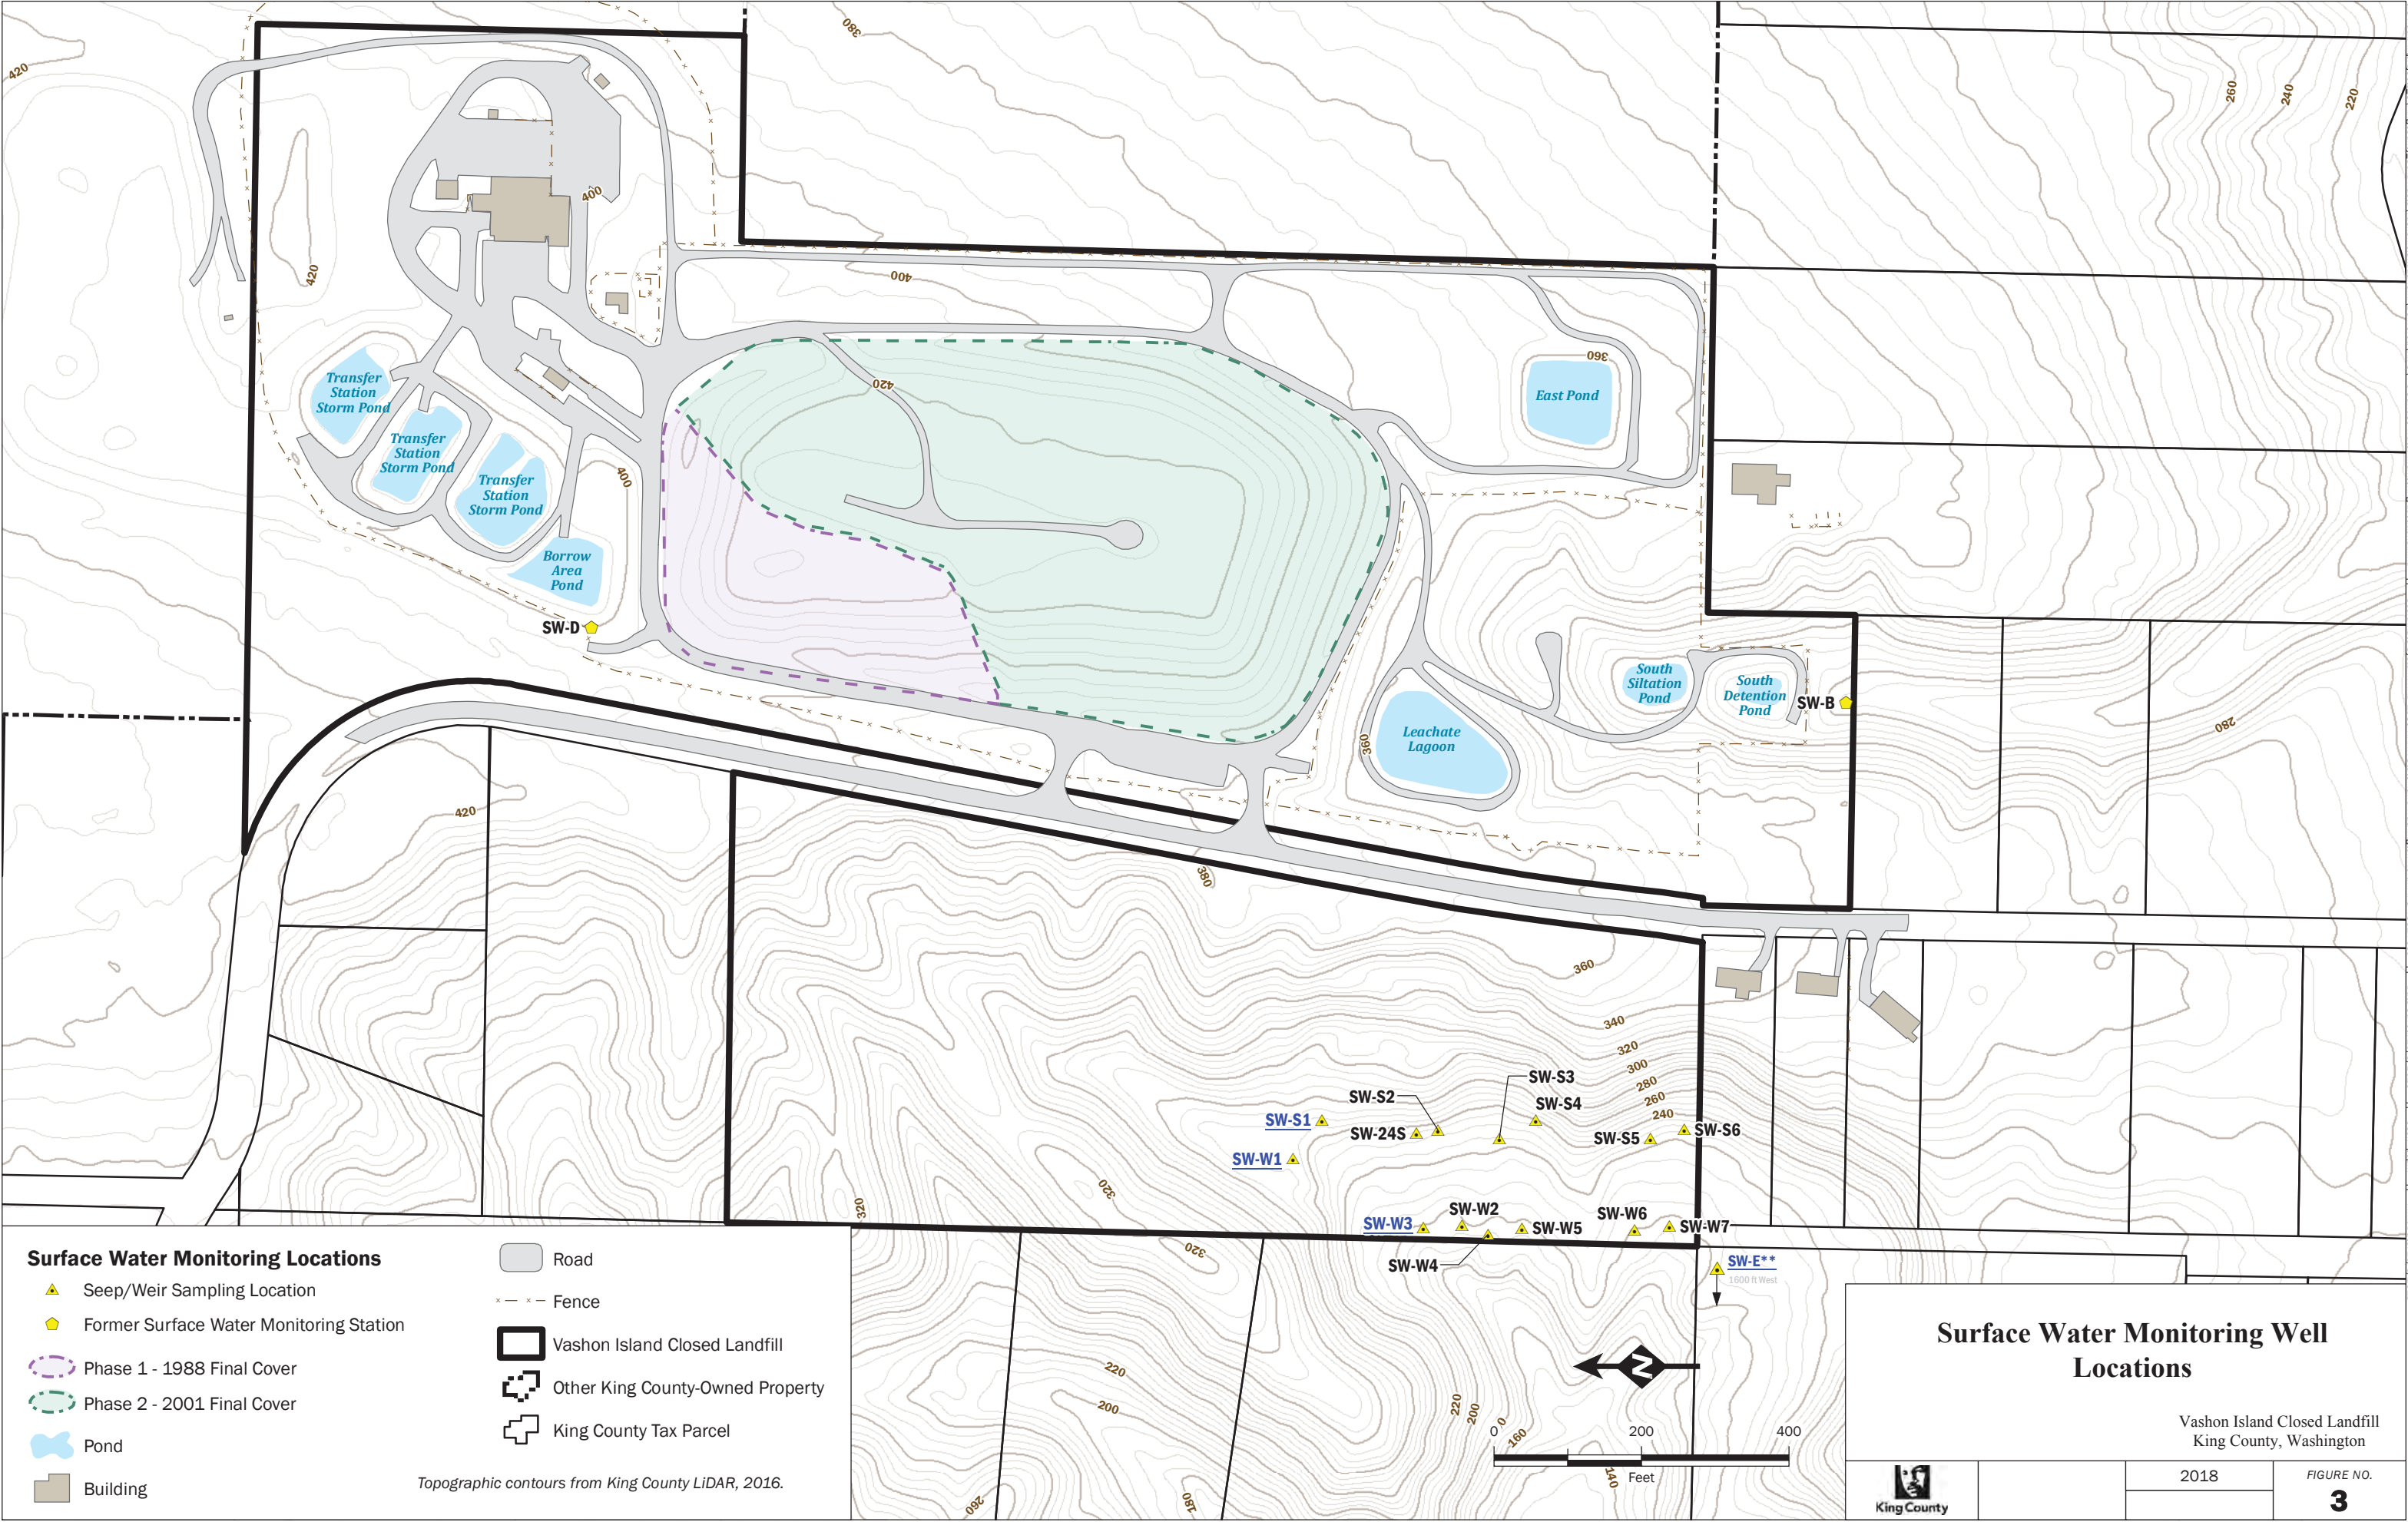 380
420
260
240
220
400
420
400
360
420
Transfer
Station
Storm Pond
East Pond
Transfer
Station
Storm Pond
400
Transfer
Station
Storm Pond
Borrow
Area
Pond
SW-D
South
Siltation
Pond
South
Detention
Pond
SW-B
280
Leachate
Lagoon
360
420
380
360
340
320
300
280
260
240
SW-S3
SW-S2
SW-S4
SW-S1
SW-24S
SW-S5
SW-S6
SW-W1
320
320
SW-W2
SW-W3
SW-W5
SW-W6
SW-W7
SW-W4
320
SW-E**
1600 ft West
220
200
220
200
160
140
180
260
N
0 200 400
Feet
Surface Water Monitoring Locations
Seep/Weir Sampling Location
Former Surface Water Monitoring Station
Phase 1 - 1988 Final Cover
Phase 2 - 2001 Final Cover
Pond
Building
Road
Fence
Vashon Island Closed Landfill
Other King County-Owned Property
King County Tax Parcel
Topographic contours from King County LiDAR, 2016.
Surface Water Monitoring Well
Locations
Vashon Island Closed Landfill
King County, Washington
King County
2018
FIGURE NO.
3